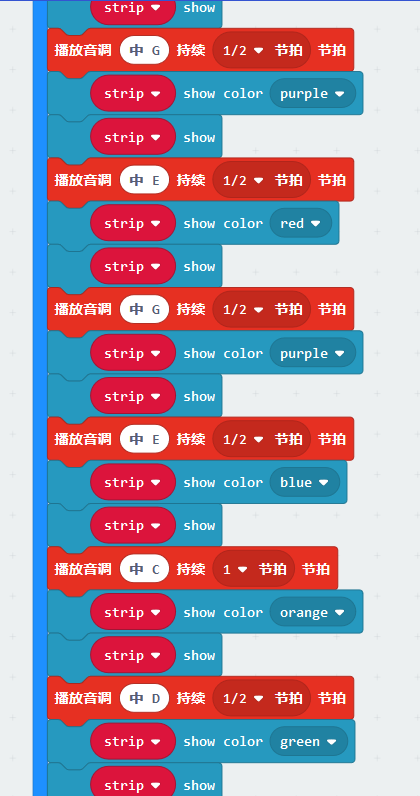 strip show
播放音调 中 G 持续 1/2 节拍 节拍
strip show color purple
strip show
播放音调 中 E 持续 1/2 节拍 节拍
strip show color red
strip show
播放音调 中 G 持续 1/2 节拍 节拍
strip show color purple
strip show
播放音调 中 E 持续 1/2 节拍 节拍
strip show color blue
strip show
播放音调 中 C 持续 1 节拍 节拍
strip show color orange
strip show
播放音调 中 D 持续 1/2 节拍 节拍
strip show color green
strip show